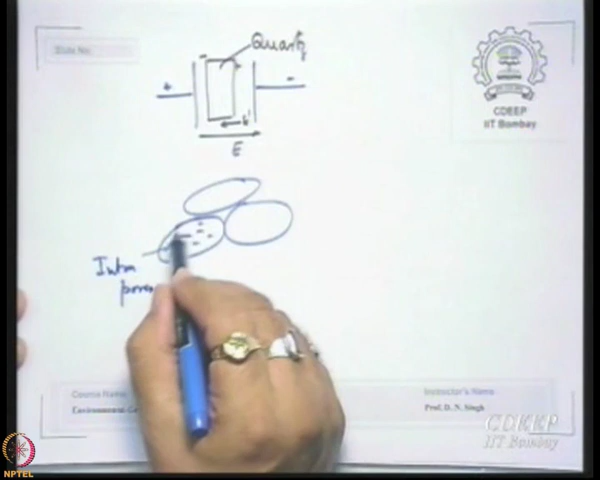 Slide No.
Quartz
+
-
-
+
E'
E
CDEEP
IIT Bombay
Intra
Course Name
Instructor's Name
Prof. D. N. Singh
CDEEP
IIT Bombay
NPTEL